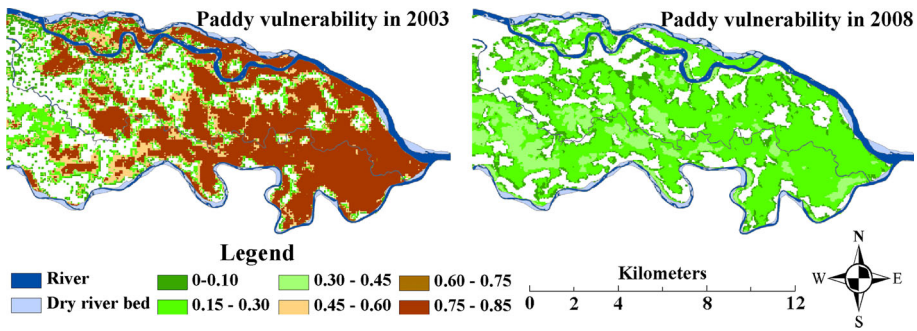 Paddy vulnerability in 2003
Paddy vulnerability in 2008
Legend
River
Dry river bed
0-0.10
0.15 - 0.30
0.30 - 0.45
0.45 - 0.60
0.60 - 0.75
0.75 - 0.85
Kilometers
0 2 4 8 12
N
W E
S